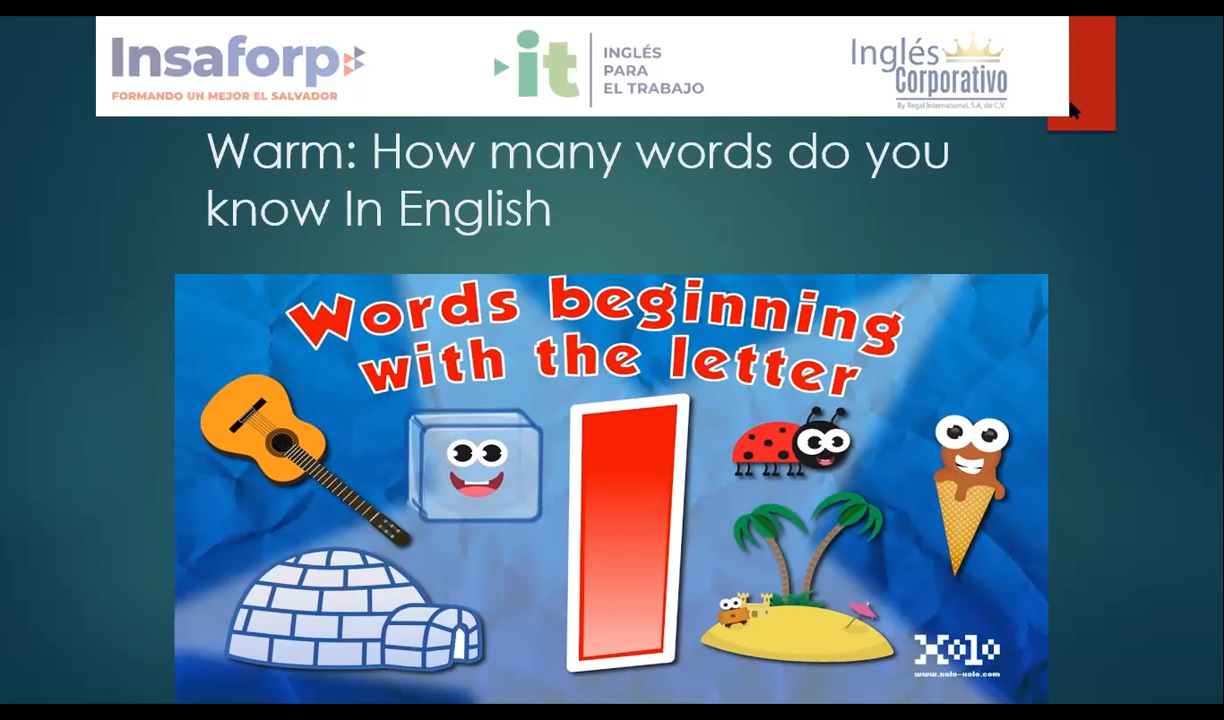 Insaforp
FORMANDO UN MEJOR EL SALVADOR
it
INGLÉS
PARA
EL TRABAJO
Inglés
Corporativo
By Regal International, S.A. de C.V.
Warm: How many words do you
know In English
Words beginning
with the letter
I
Xolo
www.xolo-xolo.com